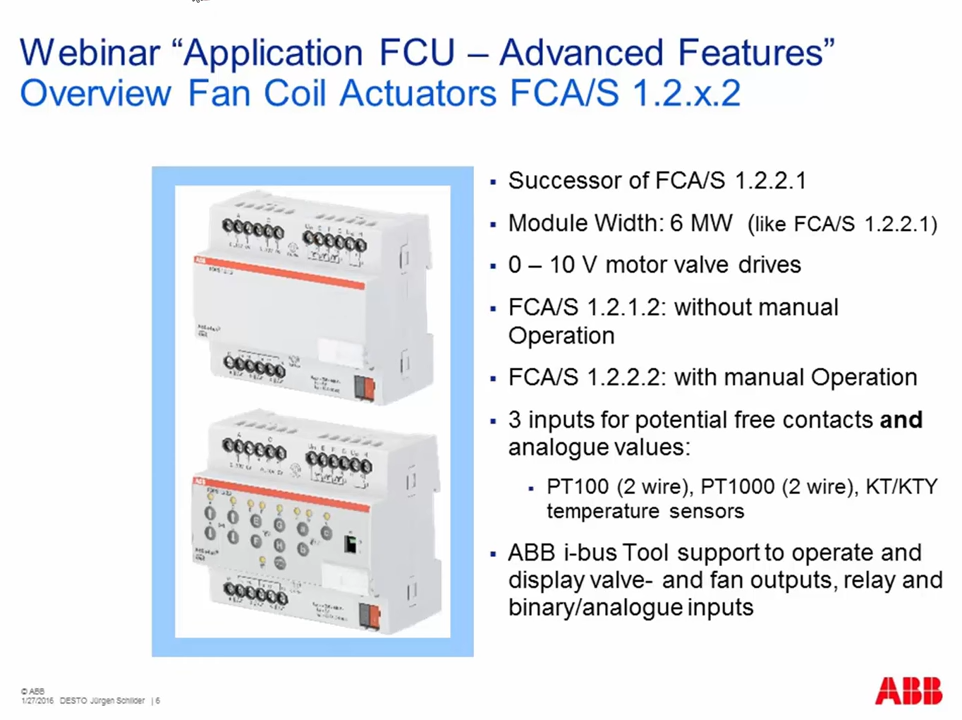 Webinar “Application FCU – Advanced Features”
Overview Fan Coil Actuators FCA/S 1.2.x.2
▪ Successor of FCA/S 1.2.2.1
▪ Module Width: 6 MW (like FCA/S 1.2.2.1)
▪ 0 – 10 V motor valve drives
▪ FCA/S 1.2.1.2: without manual
Operation
▪ FCA/S 1.2.2.2: with manual Operation
▪ 3 inputs for potential free contacts and
analogue values:
▪ PT100 (2 wire), PT1000 (2 wire), KT/KTY
temperature sensors
▪ ABB i-bus Tool support to operate and
display valve- and fan outputs, relay and
binary/analogue inputs
ABB
ABB
© ABB
1/27/2016 DESTO Jürgen Schilder | 6
ABB